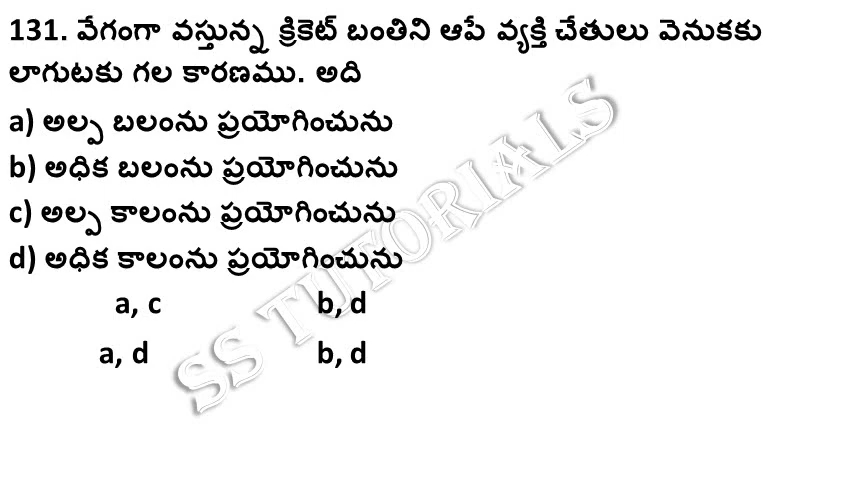 131. వేగంగా వస్తున్న క్రికెట్ బంతిని ఆపే వ్యక్తి చేతులు వెనుకకు
లాగుటకు గల కారణము. అది
a) అల్ప బలంను ప్రయోగించును
b) అధిక బలంను ప్రయోగించును
c) అల్ప కాలంను ప్రయోగించును
d) అధిక కాలంను ప్రయోగించును
a, c b, d
a, d b, d
SS TUTORIALS